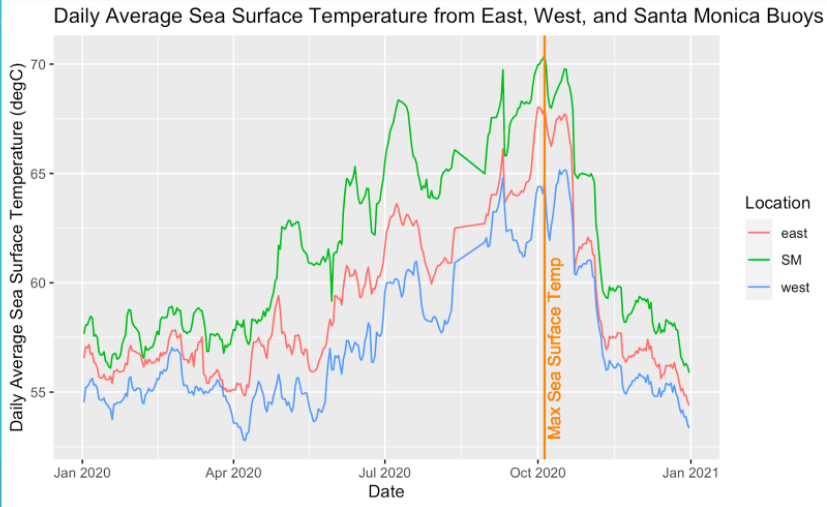 Daily Average Sea Surface Temperature from East, West, and Santa Monica Buoys
Daily Average Sea Surface Temperature (degC)
70
65
60
55
Max Sea Surface Temp
Jan 2020 Apr 2020 Jul 2020 Oct 2020 Jan 2021
Date
Location
east
SM
west